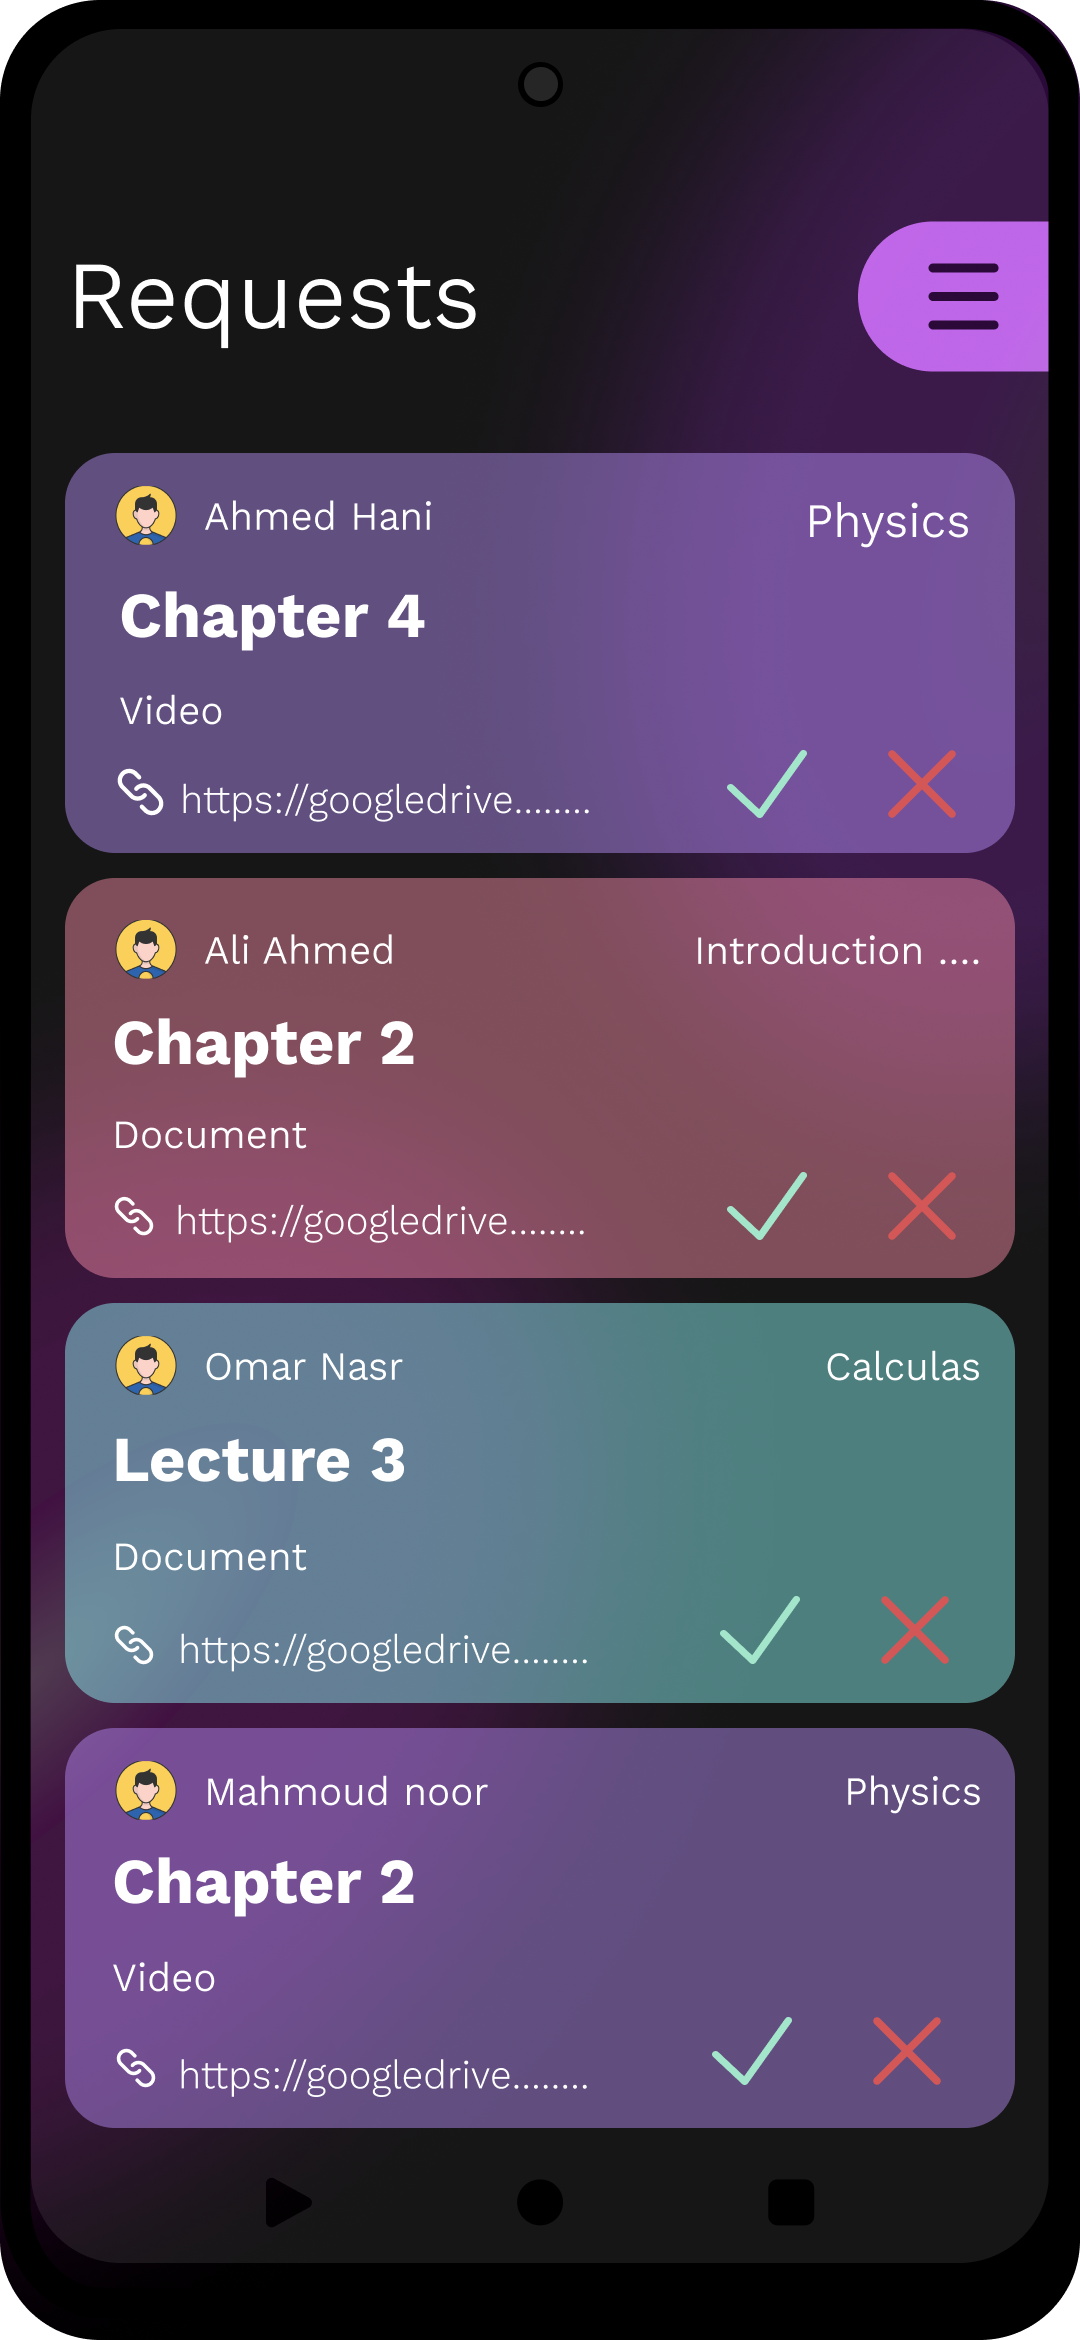 Requests
Ahmed Hani
Physics
Chapter 4
Video
https://googledrive........
Ali Ahmed
Introduction ....
Chapter 2
Document
https://googledrive........
Omar Nasr
Calculas
Lecture 3
Document
https://googledrive........
Mahmoud noor
Physics
Chapter 2
Video
https://googledrive........